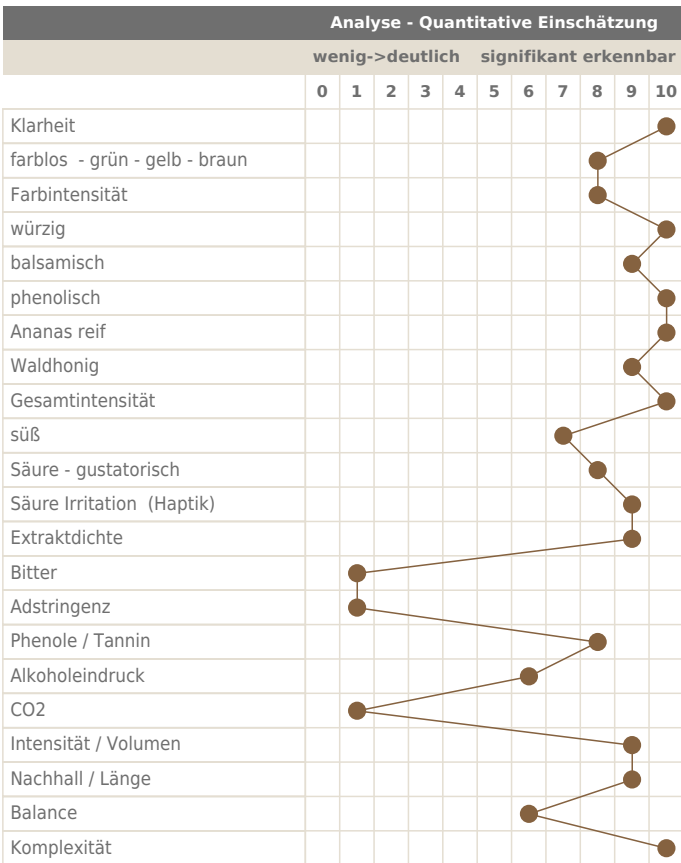 Analyse - Quantitative Einschätzung
wenig->deutlich signifikant erkennbar
0 1 2 3 4 5 6 7 8 9 10
Klarheit
farblos - grün - gelb - braun
Farbintensität
würzig
balsamisch
phenolisch
Ananas reif
Waldhonig
Gesamtintensität
süß
Säure - gustatorisch
Säure Irritation (Haptik)
Extraktdichte
Bitter
Adstringenz
Phenole / Tannin
Alkoholeindruck
CO2
Intensität / Volumen
Nachhall / Länge
Balance
Komplexität